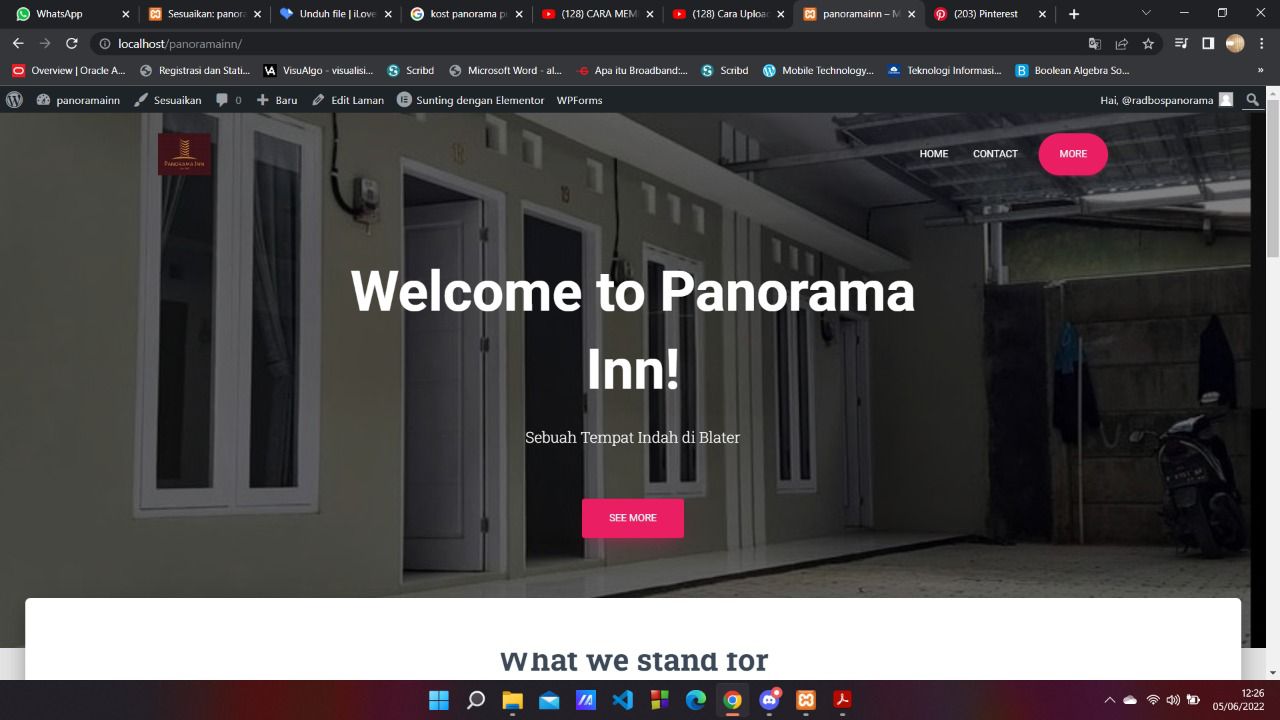 WhatsApp
Sesuaikan: panora
Unduh file | iLove
kost panorama pu
(128) CARA MEM
(128) Cara Upload
panoramainn – M
(203) Pinterest
localhost/panoramainn/
Overview | Oracle A...
Registrasi dan Stati...
VisuAlgo - visualisi...
Scribd
Microsoft Word - al...
Apa itu Broadband:...
Scribd
Mobile Technology...
Teknologi Informasi...
Boolean Algebra So...
»
panoramainn
Sesuaikan
0
Baru
Edit Laman
Sunting dengan Elementor
WPForms
Hai, @radbospanorama
PANORAMA INN
HOME
CONTACT
MORE
19
Welcome to Panorama
Inn!
Sebuah Tempat Indah di Blater
SEE MORE
What we stand for
12:26
05/06/2022